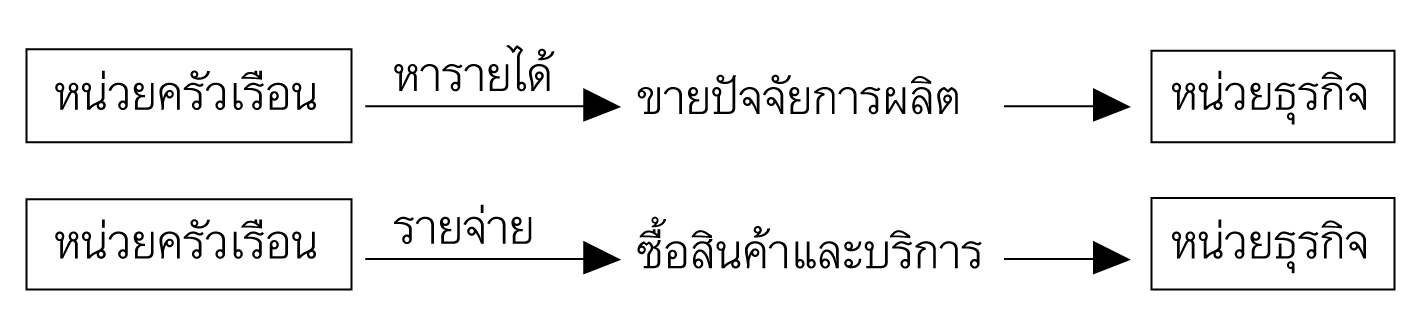 หน่วยครัวเรือน หารายได้ ขายปัจจัยการผลิต หน่วยธุรกิจ
หน่วยครัวเรือน รายจ่าย ซื้อสินค้าและบริการ หน่วยธุรกิจ